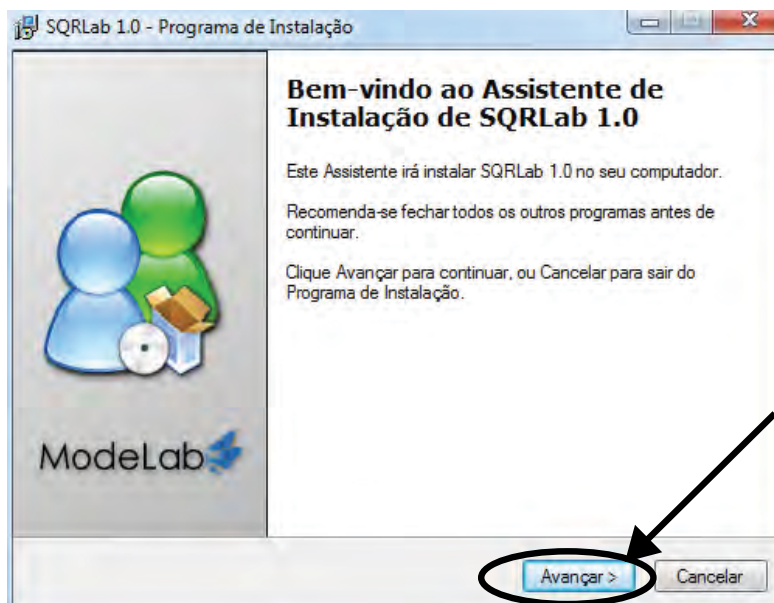 SQRLab 1.0 - Programa de Instalação
Bem-vindo ao Assistente de
Instalação de SQRLab 1.0
Este Assistente irá instalar SQRLab 1.0 no seu computador.
Recomenda-se fechar todos os outros programas antes de
continuar.
Clique Avançar para continuar, ou Cancelar para sair do
Programa de Instalação.
ModeLab
Avançar >
Cancelar